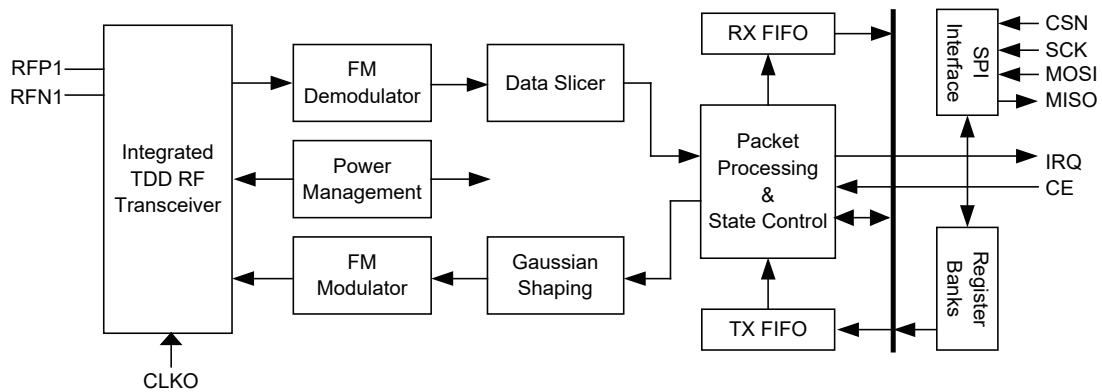 RFP1
RFN1
Integrated
TDD RF
Transceiver
CLKO
FM
Demodulator
Data Slicer
Power
Management
FM
Modulator
Gaussian
Shaping
RX FIFO
Packet
Processing
&
State Control
TX FIFO
SPI
Interface
CSN
SCK
MOSI
MISO
IRQ
CE
Register
Banks